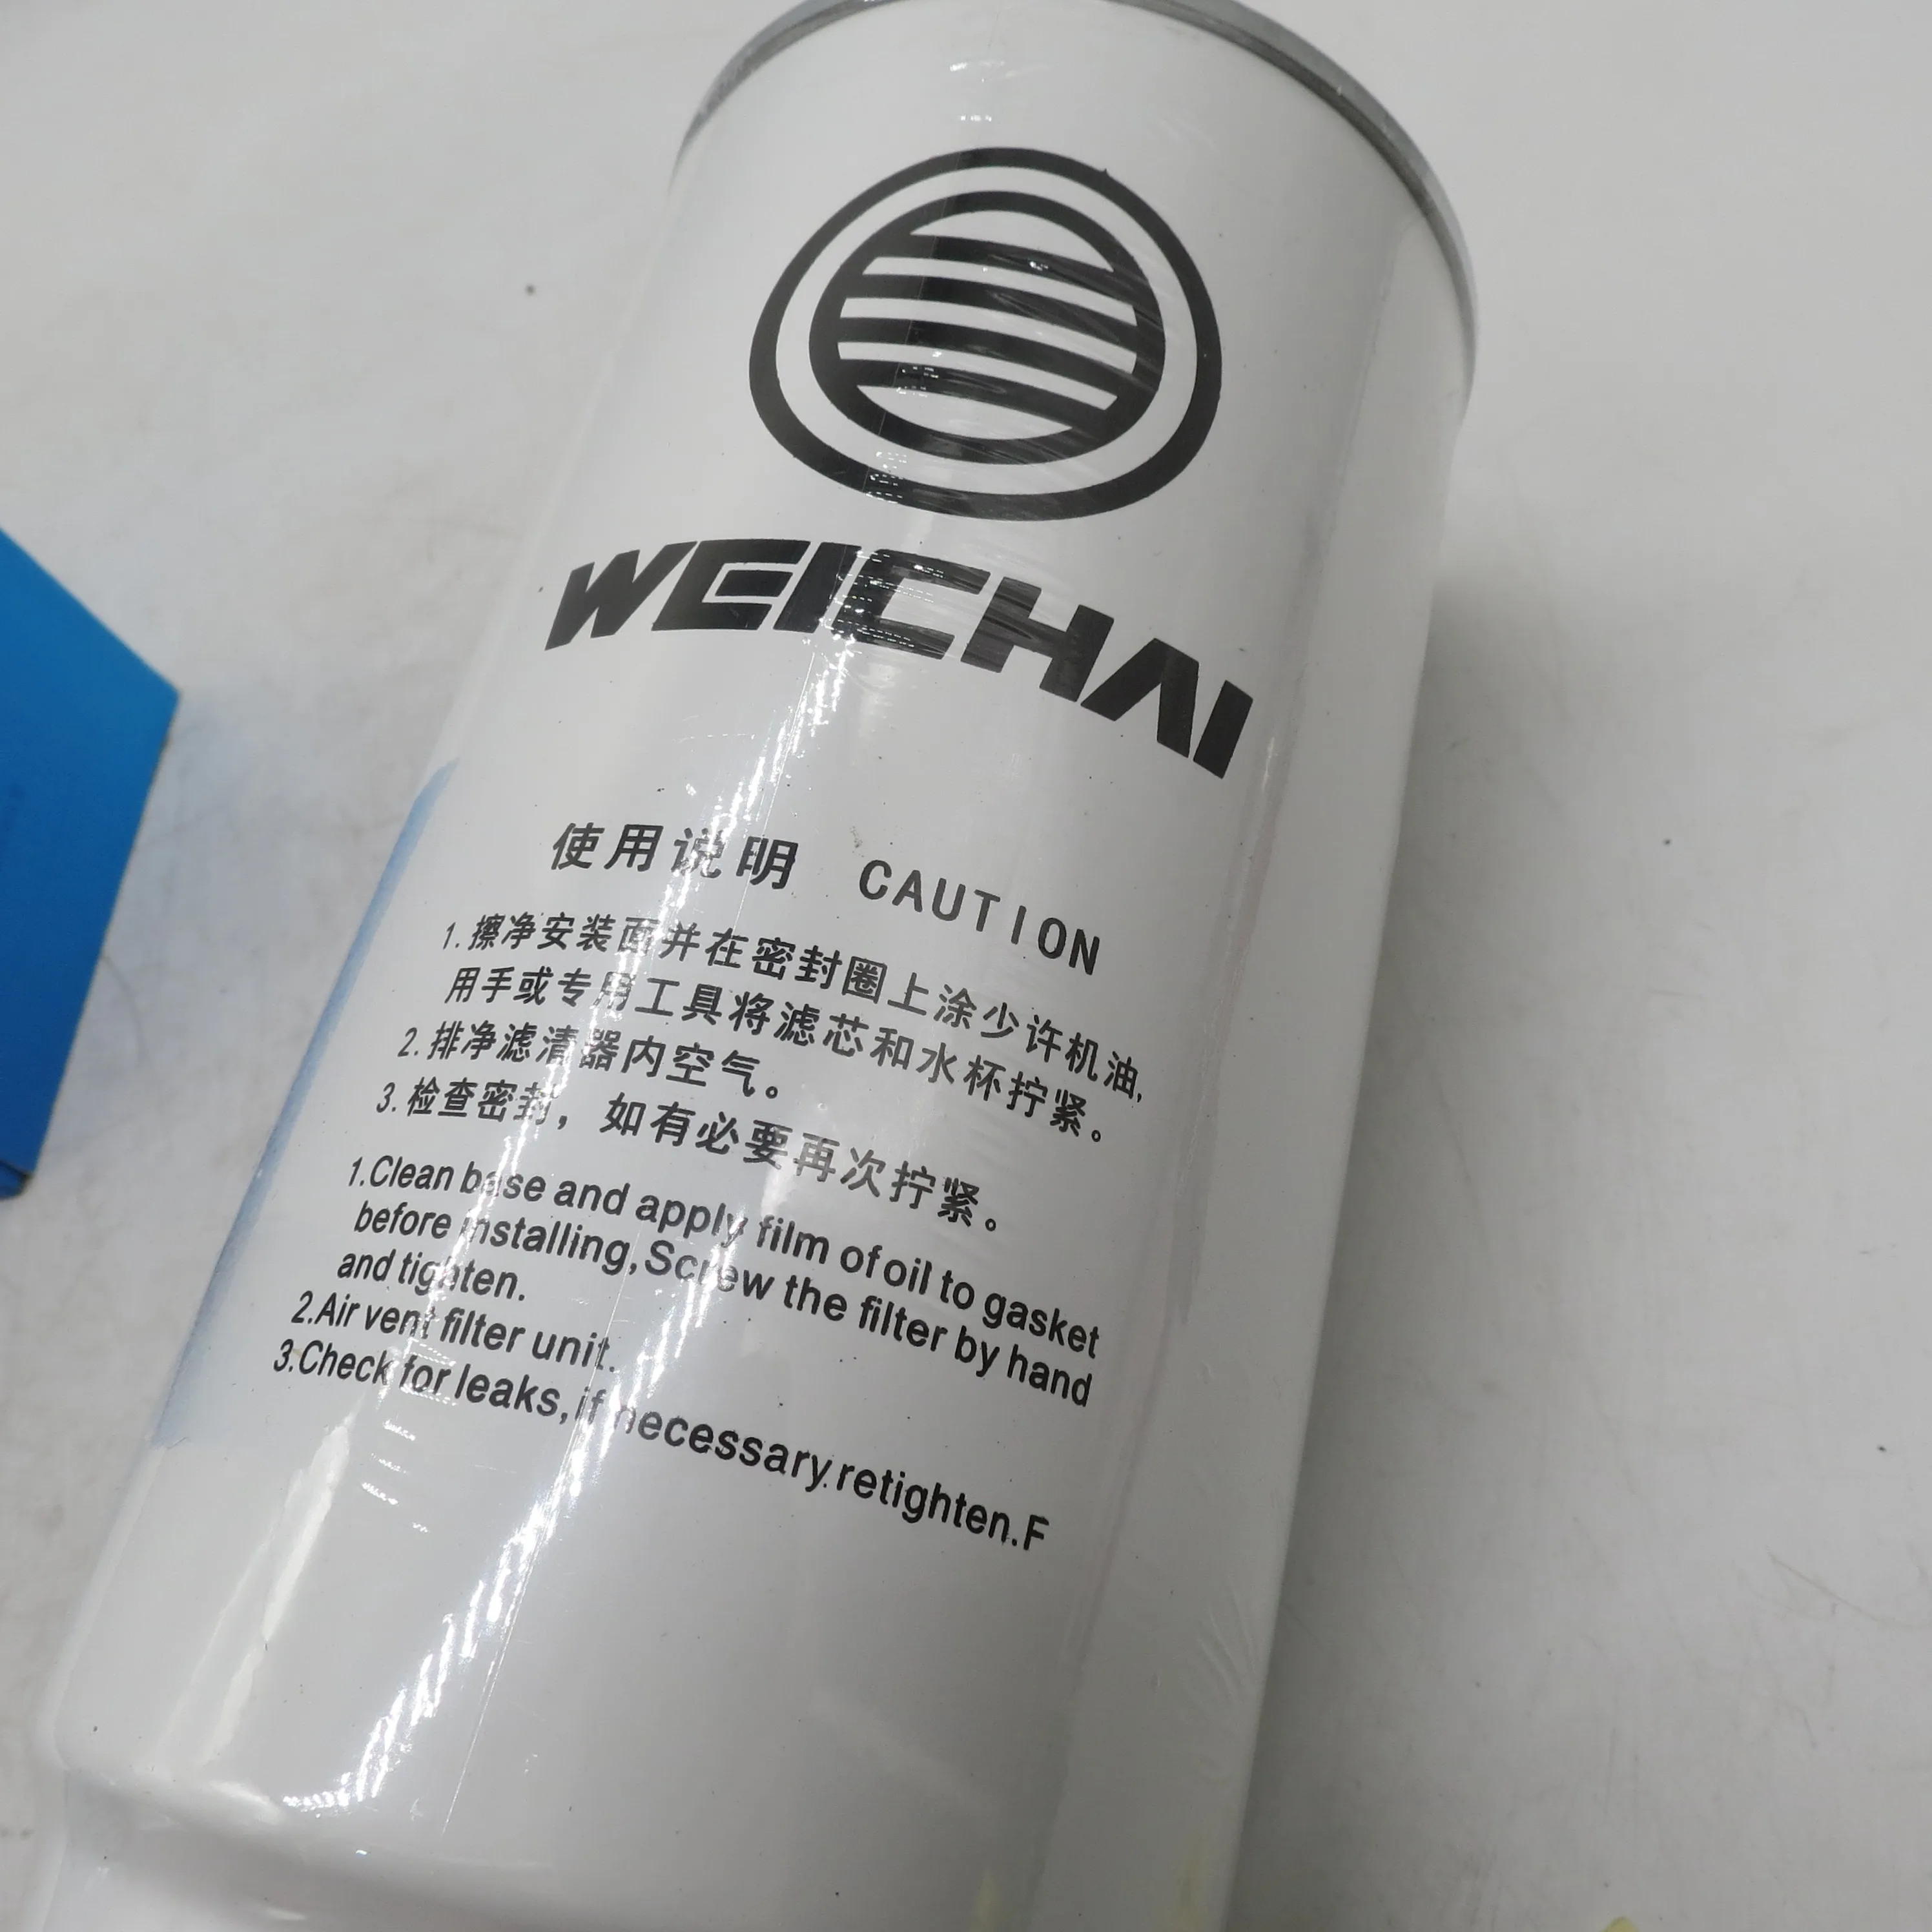 WEICHAI
使用说明 CAUTION
1.擦净安装面并在密封圈上涂少许机油,
用手或专用工具将滤芯和水杯拧紧。
2.排净滤清器内空气。
3.检查密封，如有必要再次拧紧。
1.Clean base and apply film of oil to gasket
before installing,Screw the filter by hand
and tighten.
2.Air vent filter unit.
3.Check for leaks,if necessary.retighten.F